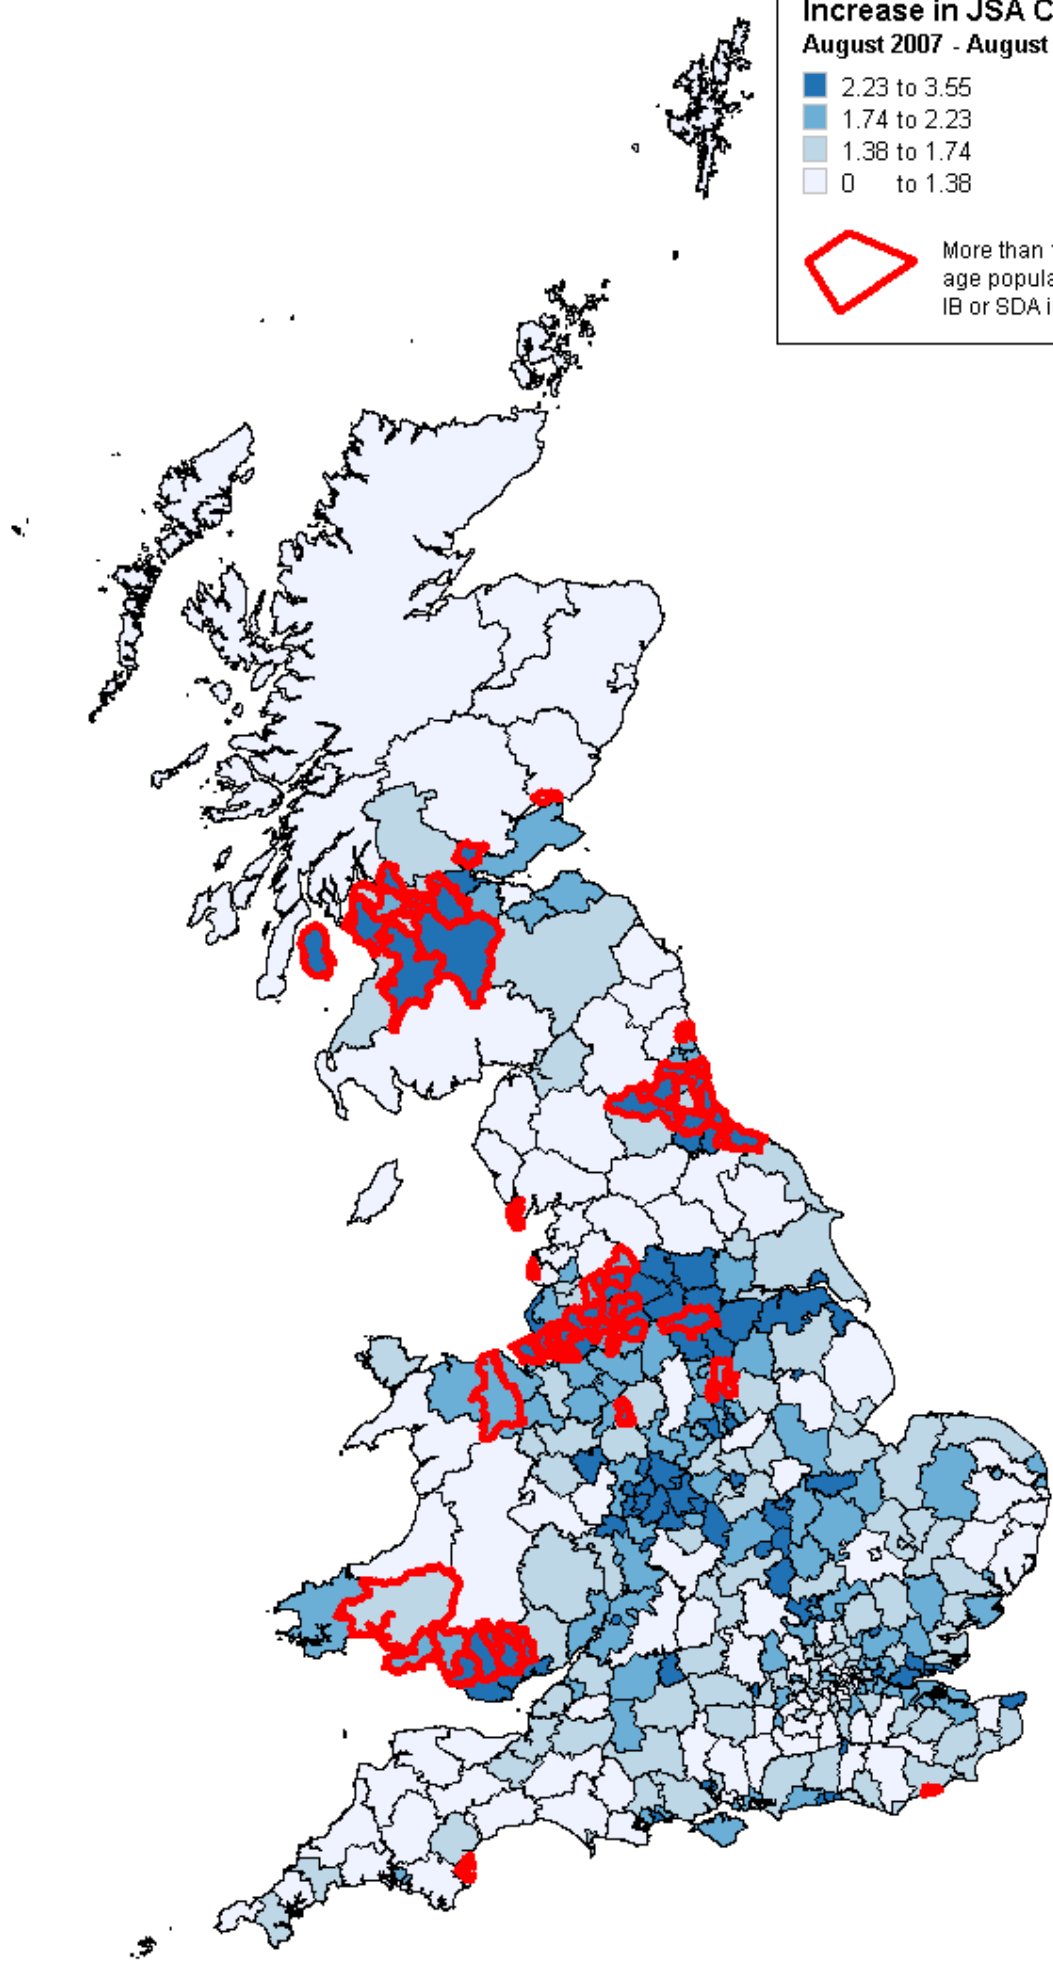 Increase in JSA C
August 2007 - August
2.23 to 3.55
1.74 to 2.23
1.38 to 1.74
0 to 1.38
More than
age popula
IB or SDA i